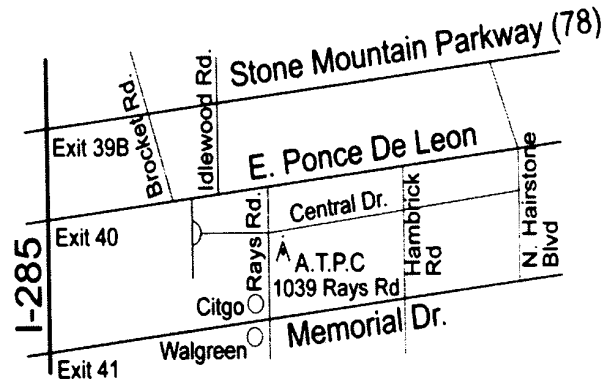 Stone Mountain Parkway (78)
Brocket Rd.
Idlewood Rd.
Exit 39B
E. Ponce De Leon
Exit 40
Rays Rd.
Central Dr.
Hambrick
Rd
N. Hairstone
Blvd
I-285
A.T.P.C
1039 Rays Rd
Citgo
Memorial Dr.
Walgreen
Exit 41